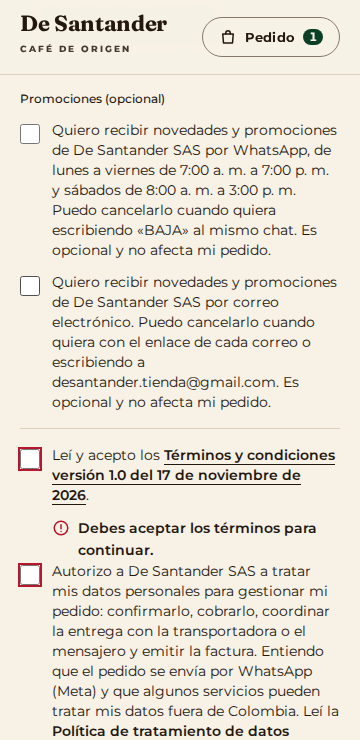 De Santander
CAFÉ DE ORIGEN
Pedido 1
Promociones (opcional)
Quiero recibir novedades y promociones
de De Santander SAS por WhatsApp, de
lunes a viernes de 7:00 a. m. a 7:00 p. m.
y sábados de 8:00 a. m. a 3:00 p. m.
Puedo cancelarlo cuando quiera
escribiendo «BAJA» al mismo chat. Es
opcional y no afecta mi pedido.
Quiero recibir novedades y promociones
de De Santander SAS por correo
electrónico. Puedo cancelarlo cuando
quiera con el enlace de cada correo o
escribiendo a
desantander.tienda@gmail.com. Es
opcional y no afecta mi pedido.
Leí y acepto los Términos y condiciones
versión 1.0 del 17 de noviembre de
2026.
Debes aceptar los términos para
continuar.
Autorizo a De Santander SAS a tratar
mis datos personales para gestionar mi
pedido: confirmarlo, cobrarlo, coordinar
la entrega con la transportadora o el
mensajero y emitir la factura. Entiendo
que el pedido se envía por WhatsApp
(Meta) y que algunos servicios pueden
tratar mis datos fuera de Colombia. Leí la
Política de tratamiento de datos